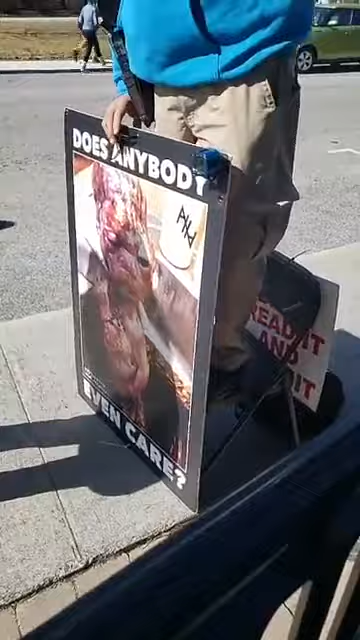 DOES ANYBODY
EVEN CARE?
READ IT
AND
IT